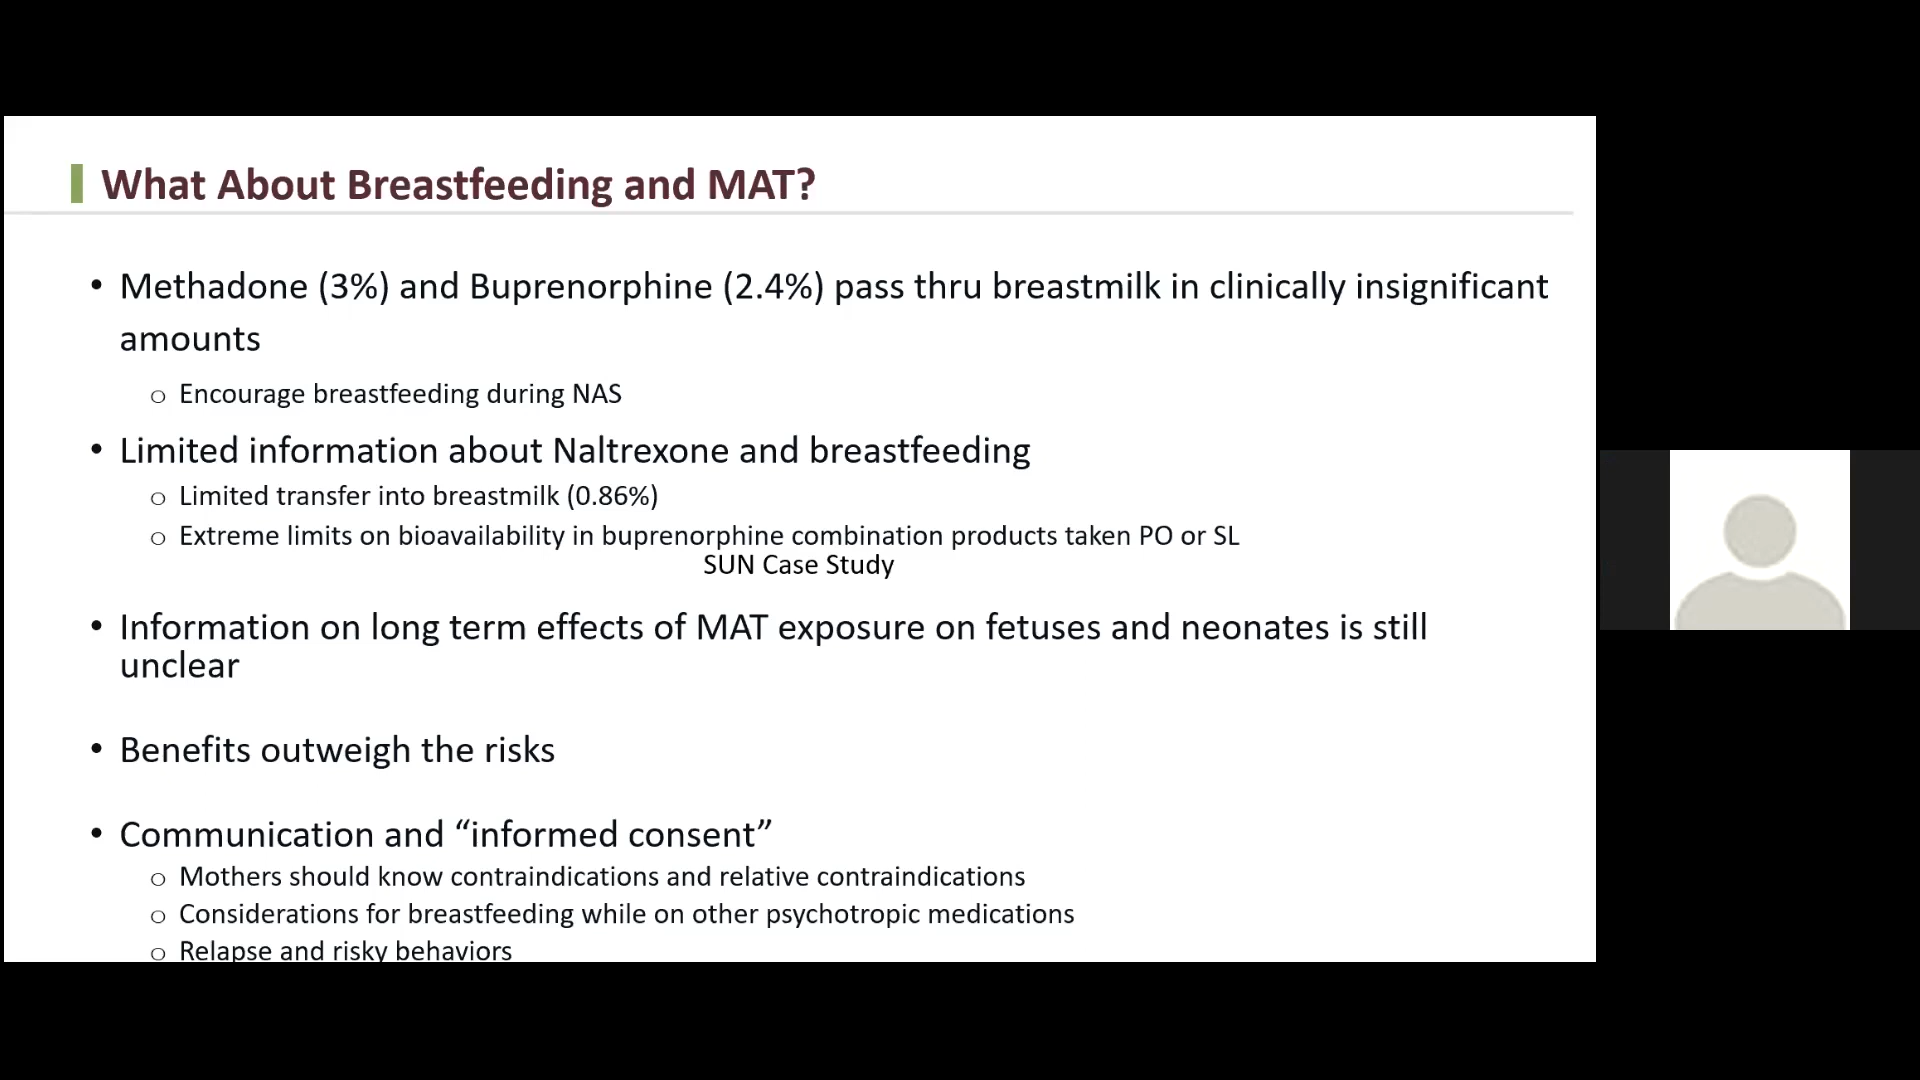 What About Breastfeeding and MAT?
• Methadone (3%) and Buprenorphine (2.4%) pass thru breastmilk in clinically insignificant
amounts
o Encourage breastfeeding during NAS
• Limited information about Naltrexone and breastfeeding
o Limited transfer into breastmilk (0.86%)
o Extreme limits on bioavailability in buprenorphine combination products taken PO or SL
SUN Case Study
• Information on long term effects of MAT exposure on fetuses and neonates is still
unclear
• Benefits outweigh the risks
• Communication and “informed consent”
o Mothers should know contraindications and relative contraindications
o Considerations for breastfeeding while on other psychotropic medications
o Relapse and risky behaviors